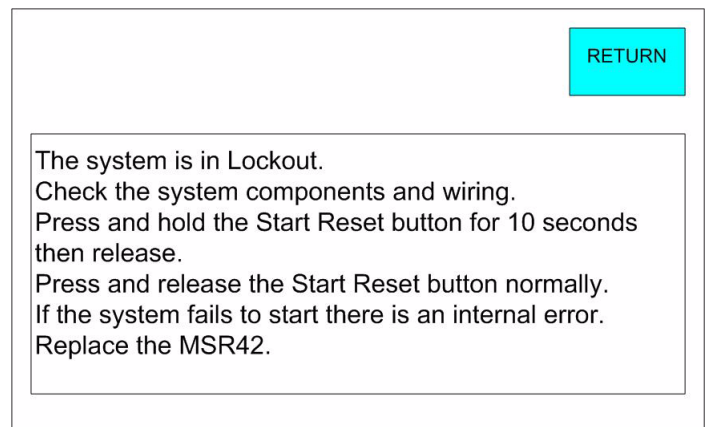 RETURN
The system is in Lockout.
Check the system components and wiring.
Press and hold the Start Reset button for 10 seconds
then release.
Press and release the Start Reset button normally.
If the system fails to start there is an internal error.
Replace the MSR42.